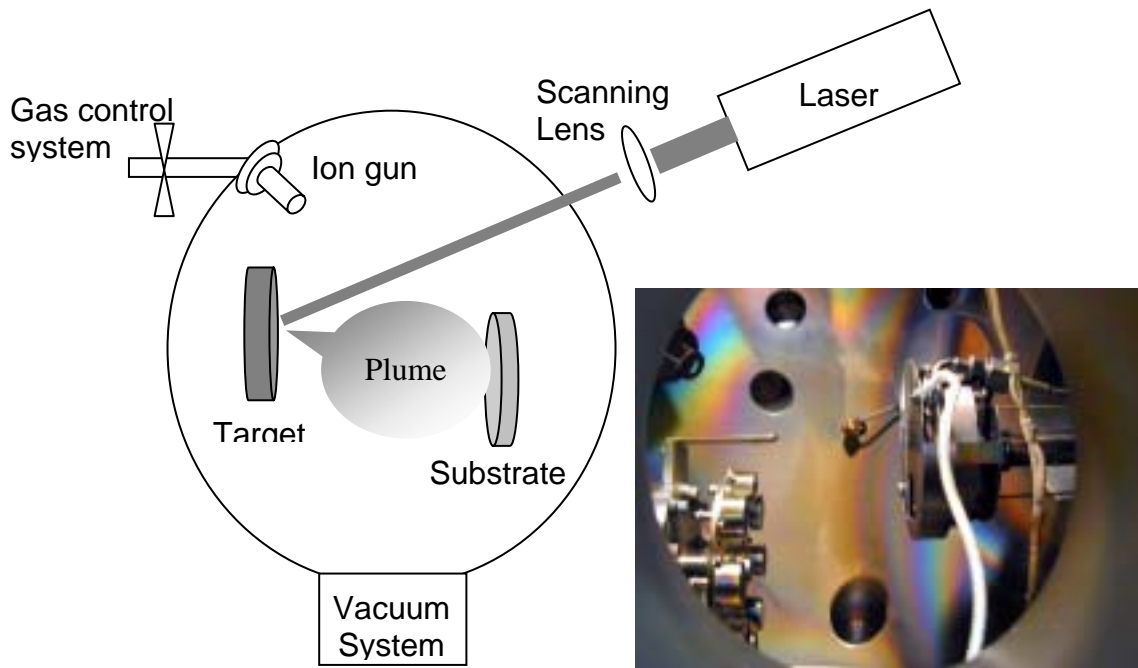 Gas control
system
Ion gun
Scanning
Lens
Laser
Target
Plume
Substrate
Vacuum
System